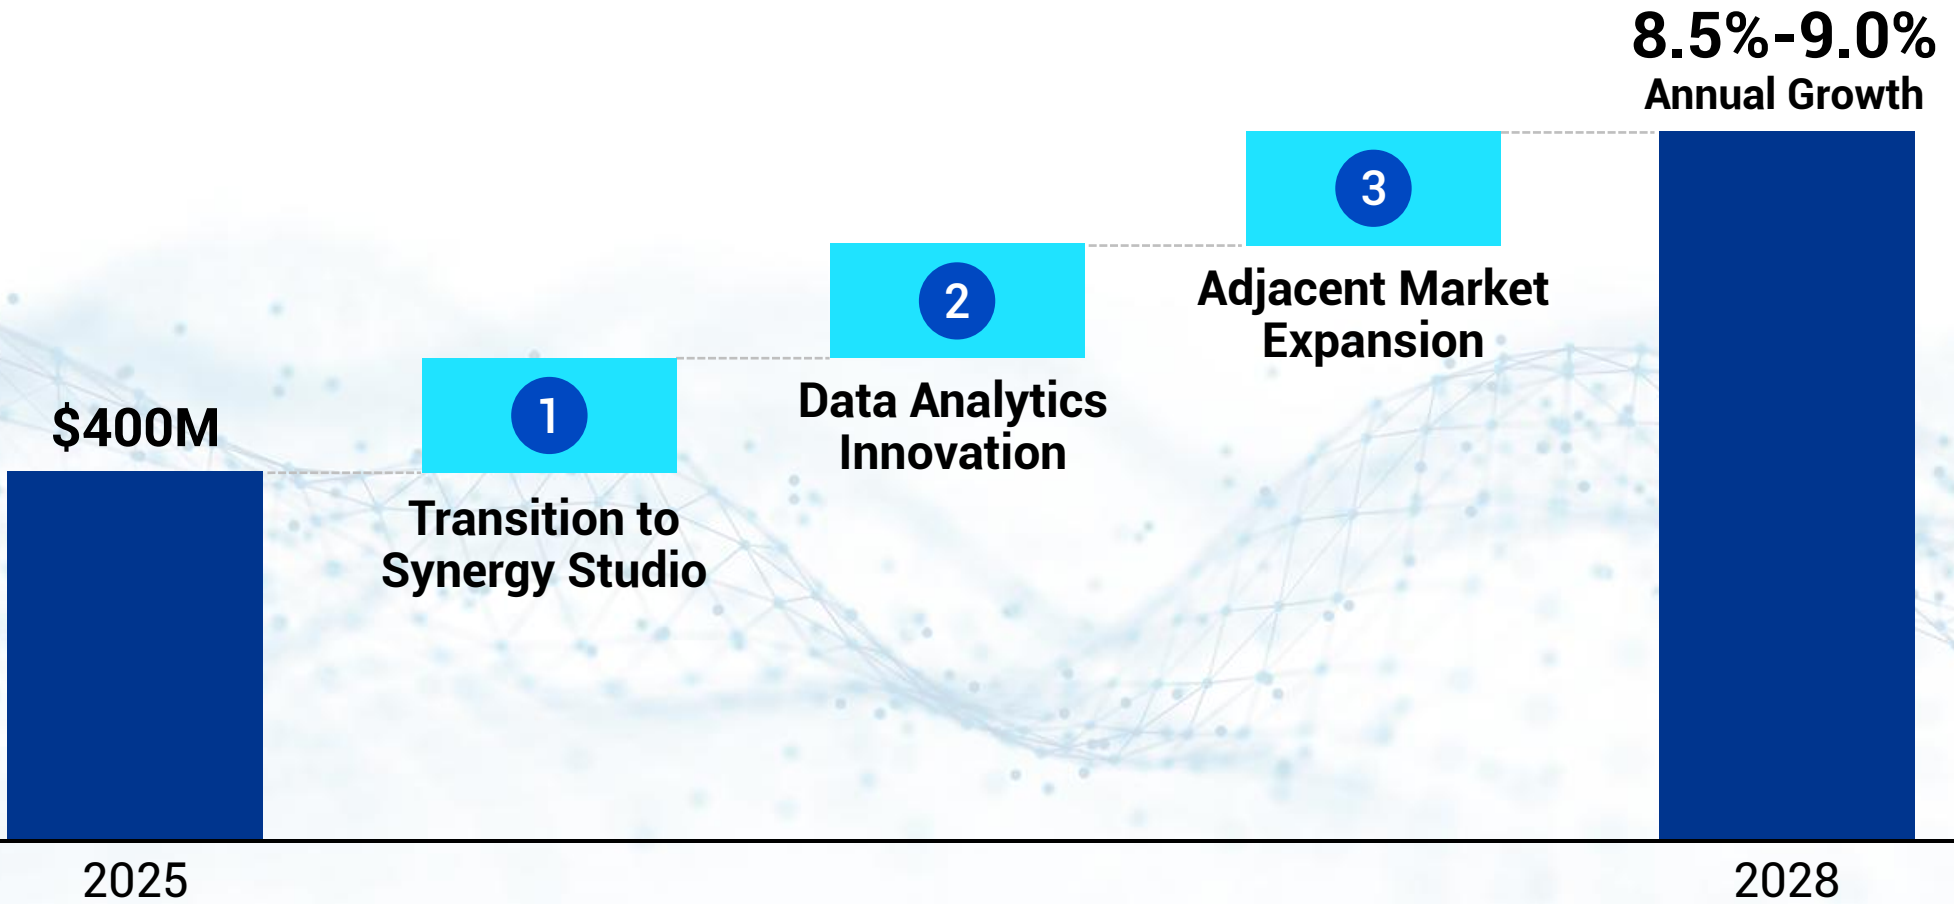 8.5%-9.0%
Annual Growth
3
2
Adjacent Market
Expansion
1
Data Analytics
Innovation
$400M
Transition to
Synergy Studio
2025
2028